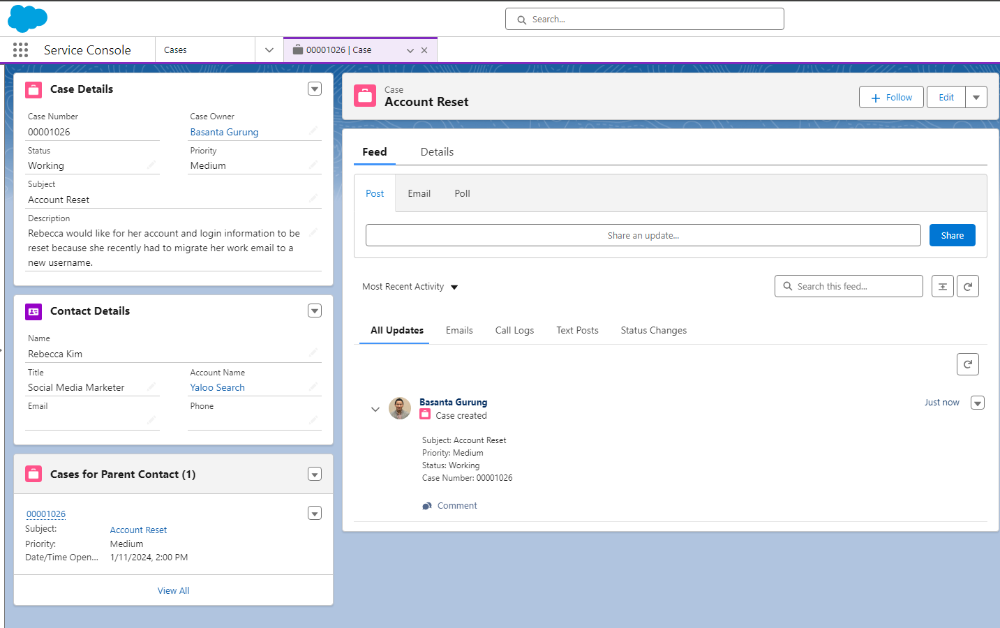 Search...
Service Console
Cases
00001026 | Case
Case Details
Case Number
Case Owner
00001026
Basanta Gurung
Status
Priority
Working
Medium
Subject
Account Reset
Description
Rebecca would like for her account and login information to be
reset because she recently had to migrate her work email to a
new username.
Contact Details
Name
Rebecca Kim
Title
Account Name
Social Media Marketer
Yaloo Search
Email
Phone
Cases for Parent Contact (1)
00001026
Subject:
Account Reset
Priority:
Medium
Date/Time Open...
1/11/2024, 2:00 PM
View All
Case
Account Reset
Follow
Edit
Feed
Details
Post
Email
Poll
Share an update...
Share
Most Recent Activity
Search this feed...
All Updates
Emails
Call Logs
Text Posts
Status Changes
Basanta Gurung
Just now
Case created
Subject: Account Reset
Priority: Medium
Status: Working
Case Number: 00001026
Comment